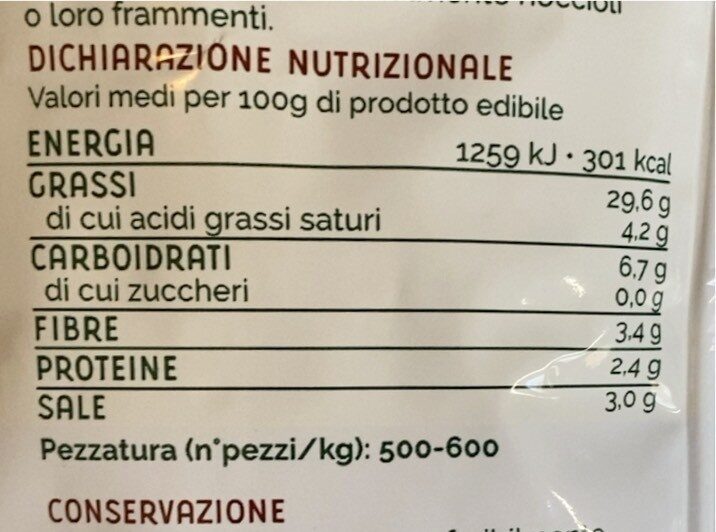 o loro frammenti.
DICHIARAZIONE NUTRIZIONALE
Valori medi per 100g di prodotto edibile
ENERGIA 1259 kJ • 301 kcal
GRASSI 29,6 g
di cui acidi grassi saturi 4,2 g
CARBOIDRATI 6,7 g
di cui zuccheri 0,0 g
FIBRE 3,4 g
PROTEINE 2,4 g
SALE 3,0 g
Pezzatura (n°pezzi/kg): 500-600
CONSERVAZIONE